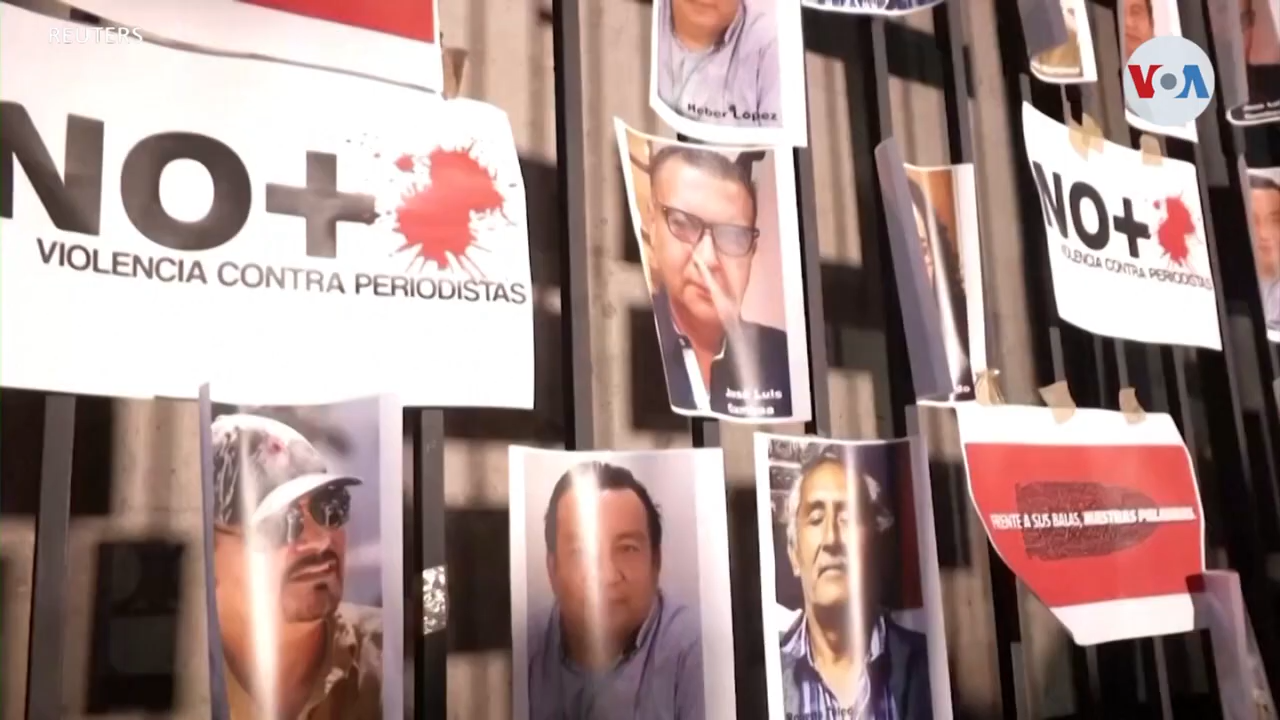 REUTERS
VOA
NO+
VIOLENCIA CONTRA PERIODISTAS
Heber López
José Luis
NO+
VIOLENCIA CONTRA PERIODISTAS
FRENTE A SUS BALAS, NUESTRAS PALABRAS.
Toledo